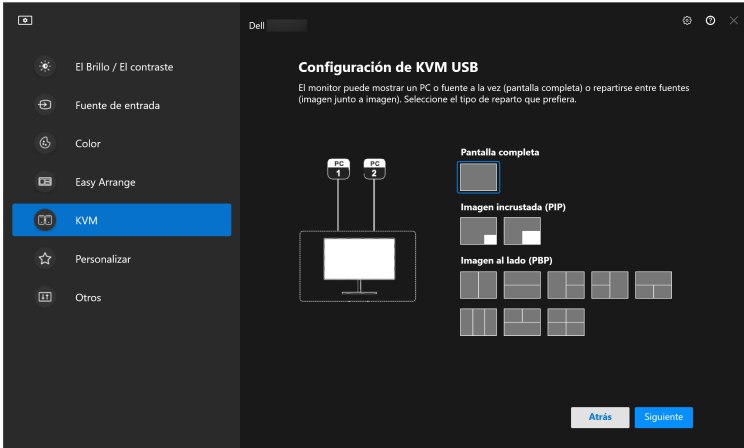 Dell
El Brillo / El contraste
Fuente de entrada
Color
Easy Arrange
KVM
Personalizar
Otros
Configuración de KVM USB
El monitor puede mostrar un PC o fuente a la vez (pantalla completa) o repartirse entre fuentes
(imagen junto a imagen). Seleccione el tipo de reparto que prefiera.
PC
1
PC
2
Pantalla completa
Imagen incrustada (PIP)
Imagen al lado (PBP)
Atrás
Siguiente